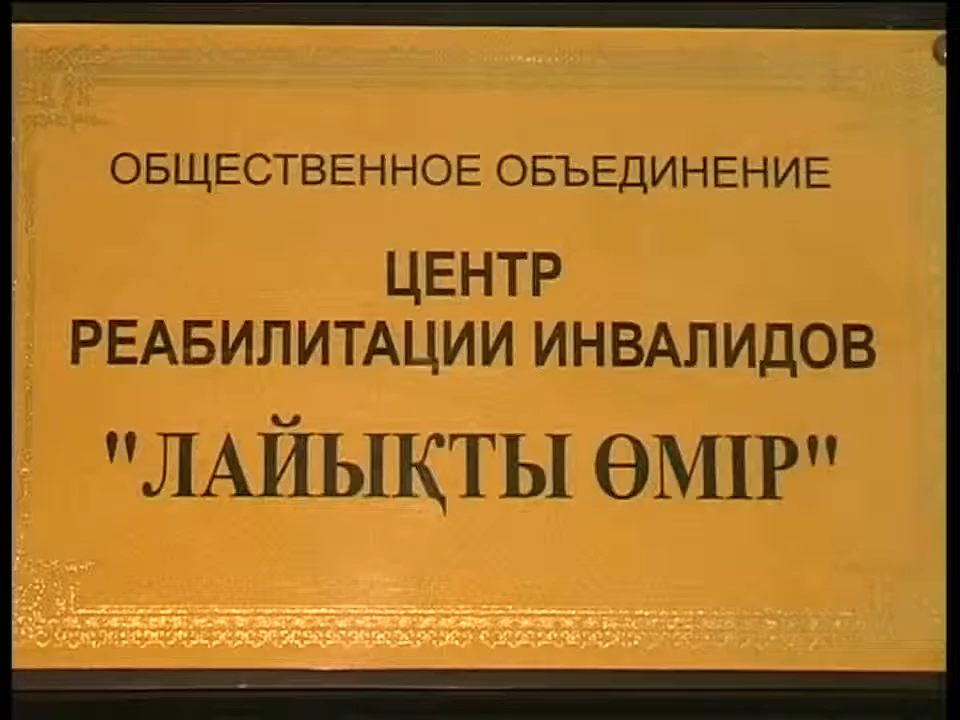 ОБЩЕСТВЕННОЕ ОБЪЕДИНЕНИЕ
ЦЕНТР
РЕАБИЛИТАЦИИ ИНВАЛИДОВ
"ЛАЙЫҚТЫ ӨМІР"